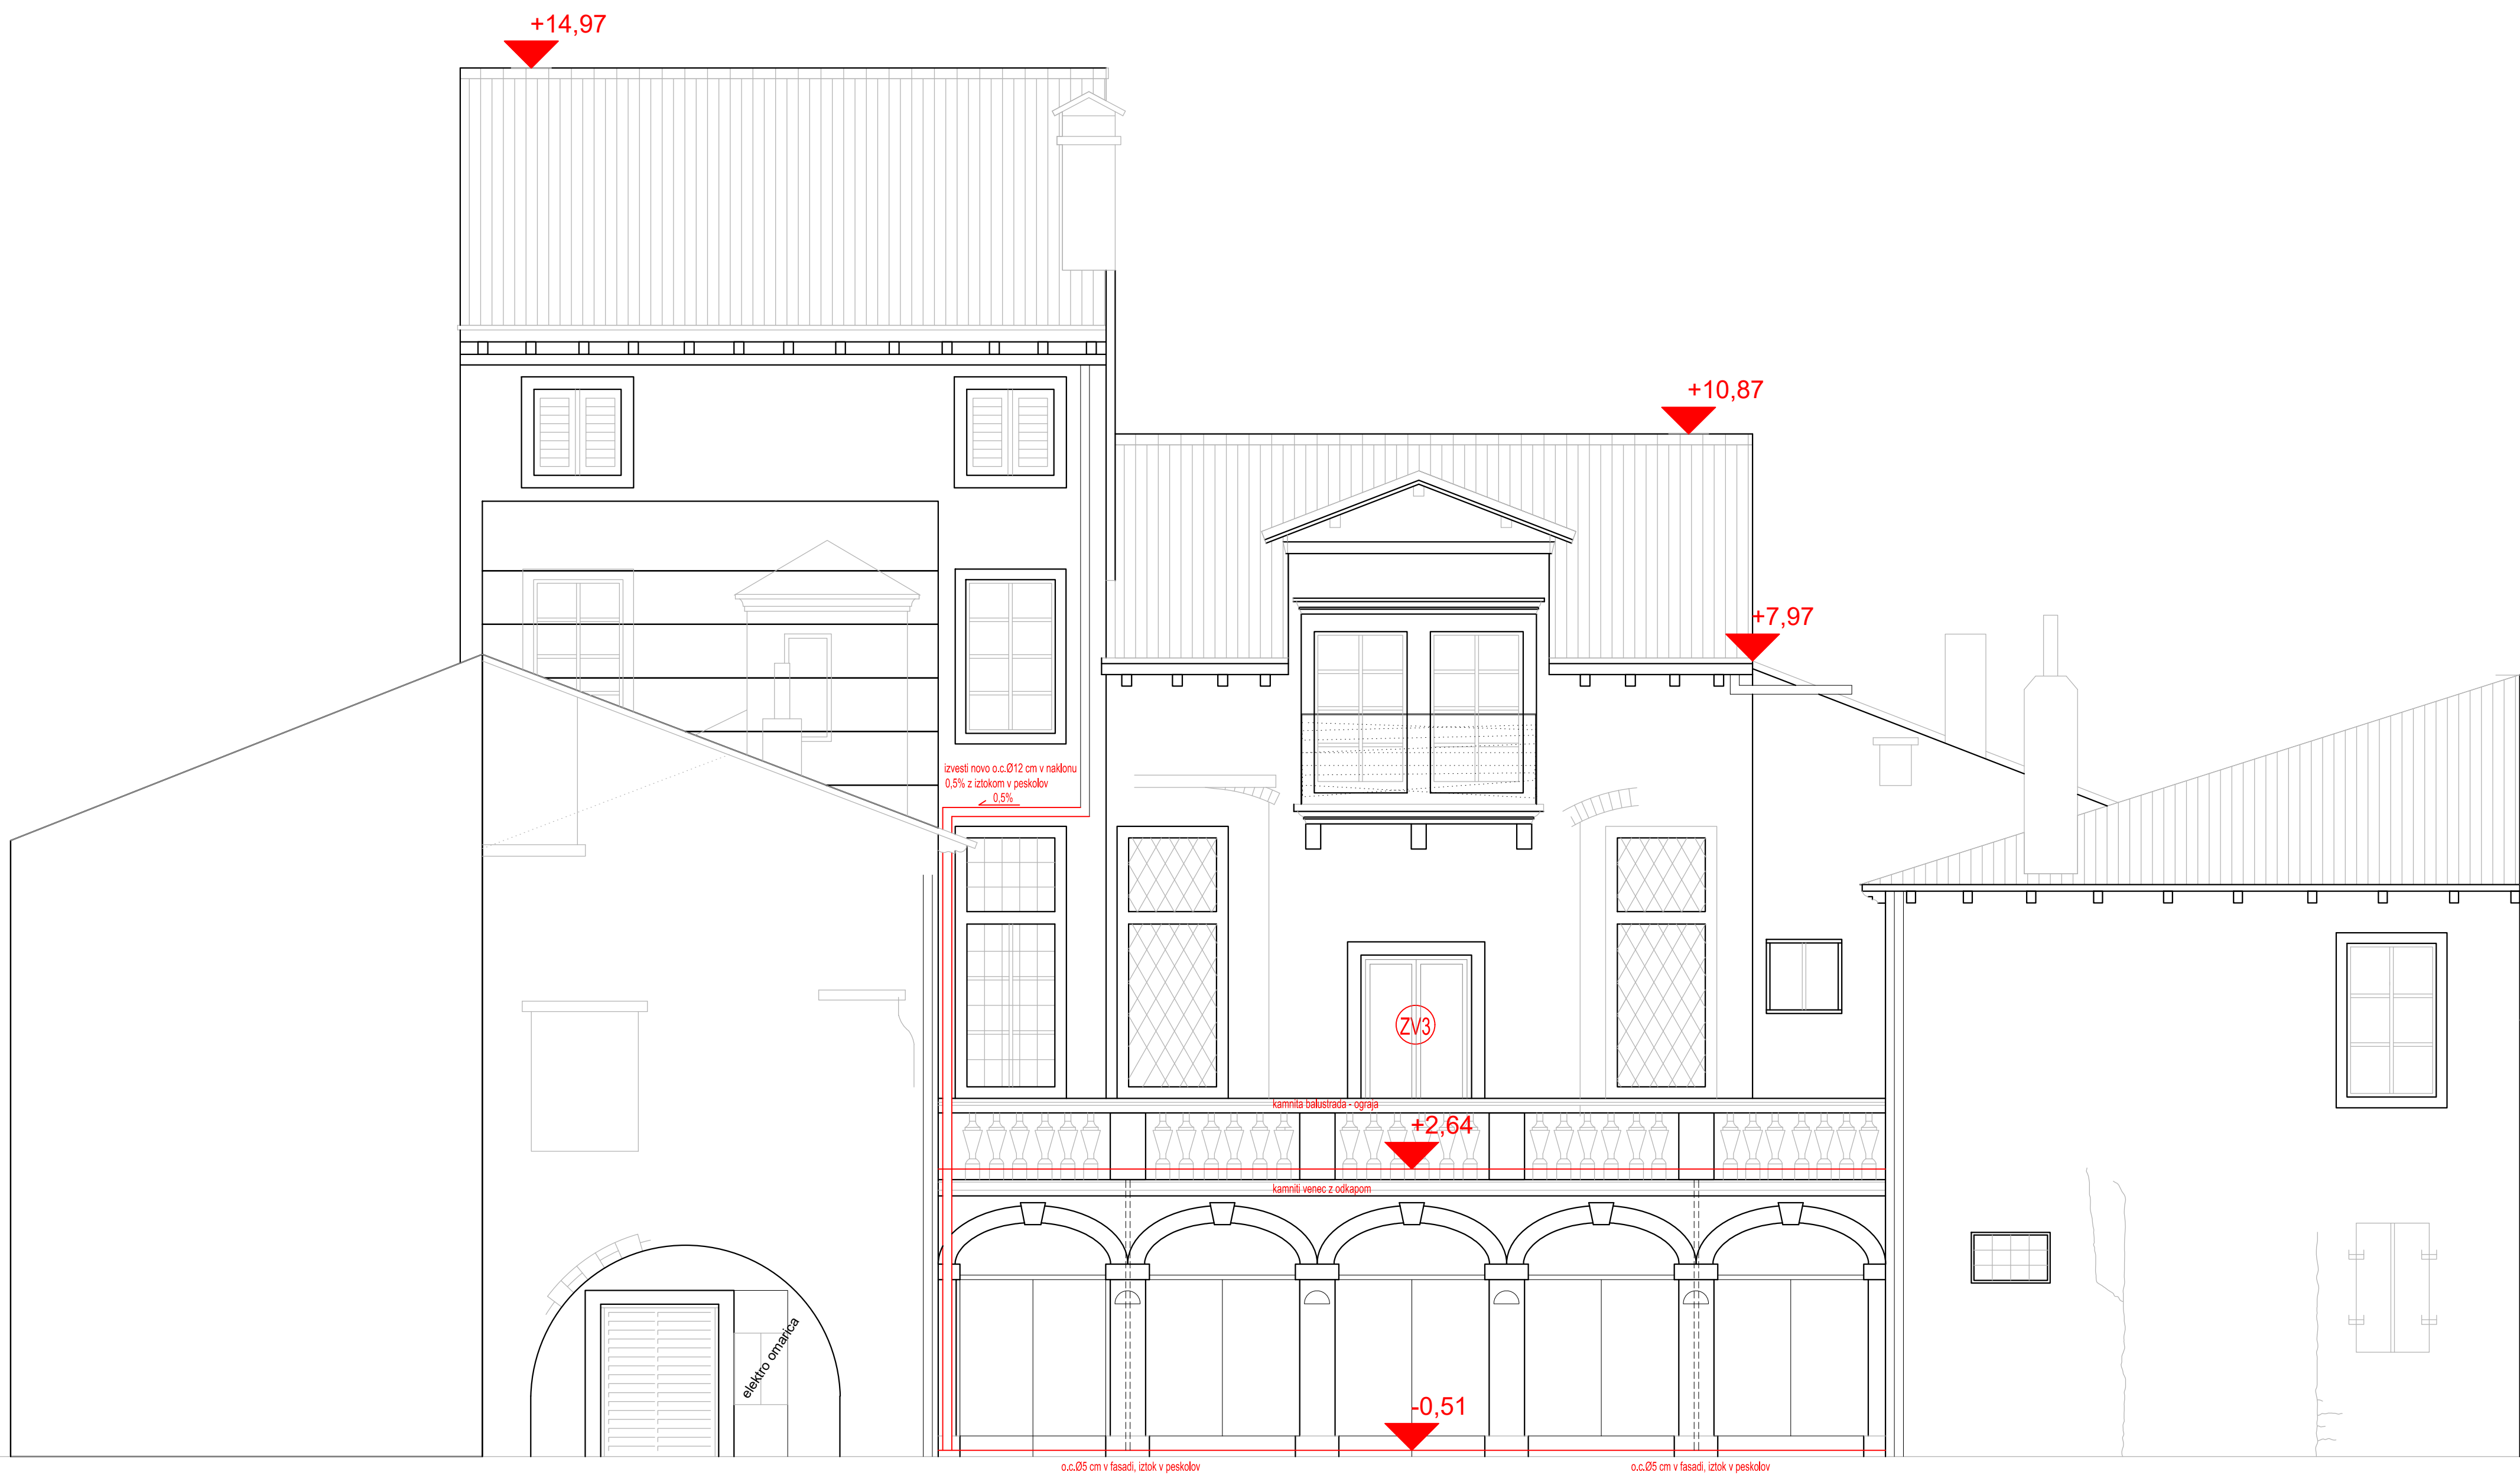 +14,97
+10,87
+7,97
izvesti novo o.c.Ø12 cm v naklonu
0,5% z iztokom v peskolov
0,5%
ZV3
kamnita balustrada - ograja
+2,64
kamniti venec z odkapom
elektro omarica
-0,51
o.c.Ø5 cm v fasadi, iztok v peskolov
o.c.Ø5 cm v fasadi, iztok v peskolov